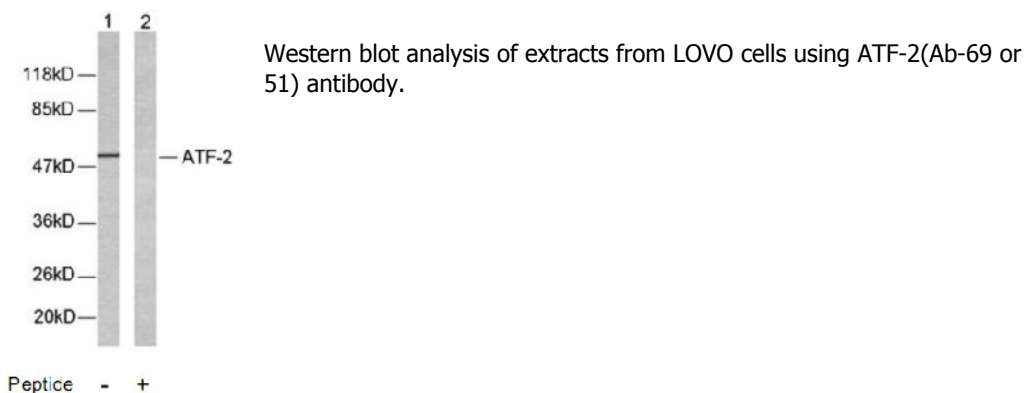 1 2
Western blot analysis of extracts from LOVO cells using ATF-2(Ab-69 or
51) antibody.
118kD
85kD
ATF-2
47kD
36kD
26kD
20kD
Peptide - +